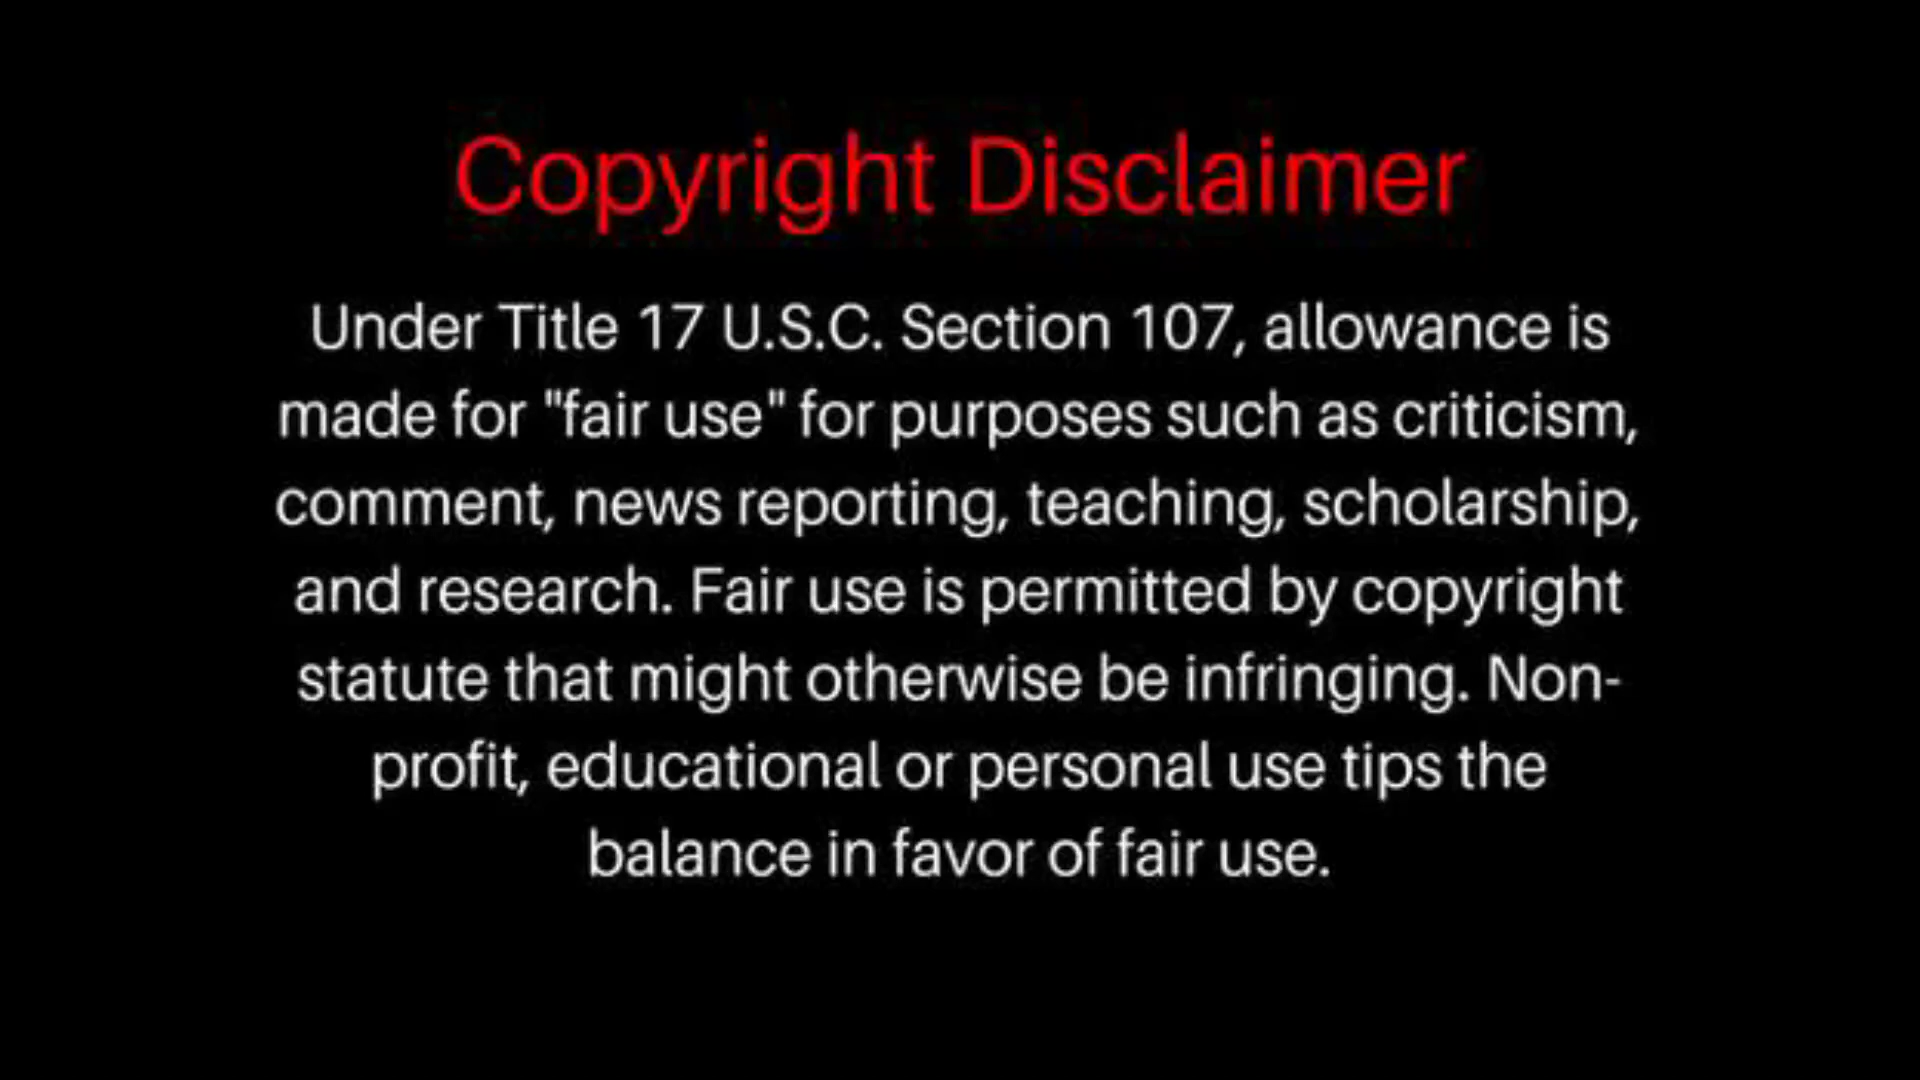 Copyright Disclaimer
Under Title 17 U.S.C. Section 107, allowance is
made for "fair use" for purposes such as criticism,
comment, news reporting, teaching, scholarship,
and research. Fair use is permitted by copyright
statute that might otherwise be infringing. Non-
profit, educational or personal use tips the
balance in favor of fair use.